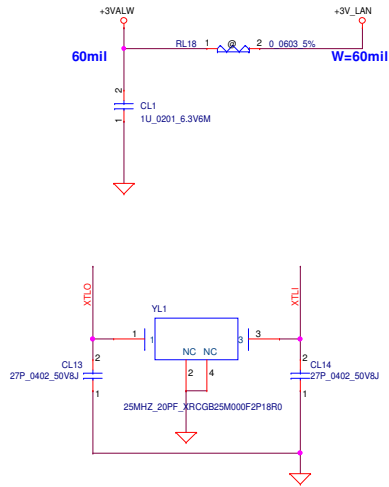 +3VALW
+3V_LAN
RL18 1 @ 2 0_0603_5%
60mil
W=60mil
2
CL1
1
1U_0201_6.3V6M
XTLO
XTLI
YL1
1
1
3
3
NC NC
2
CL13
2
4
2
CL14
27P_0402_50V8J
27P_0402_50V8J
1
1
25MHZ_20PF_XRCGB25M000F2P18R0